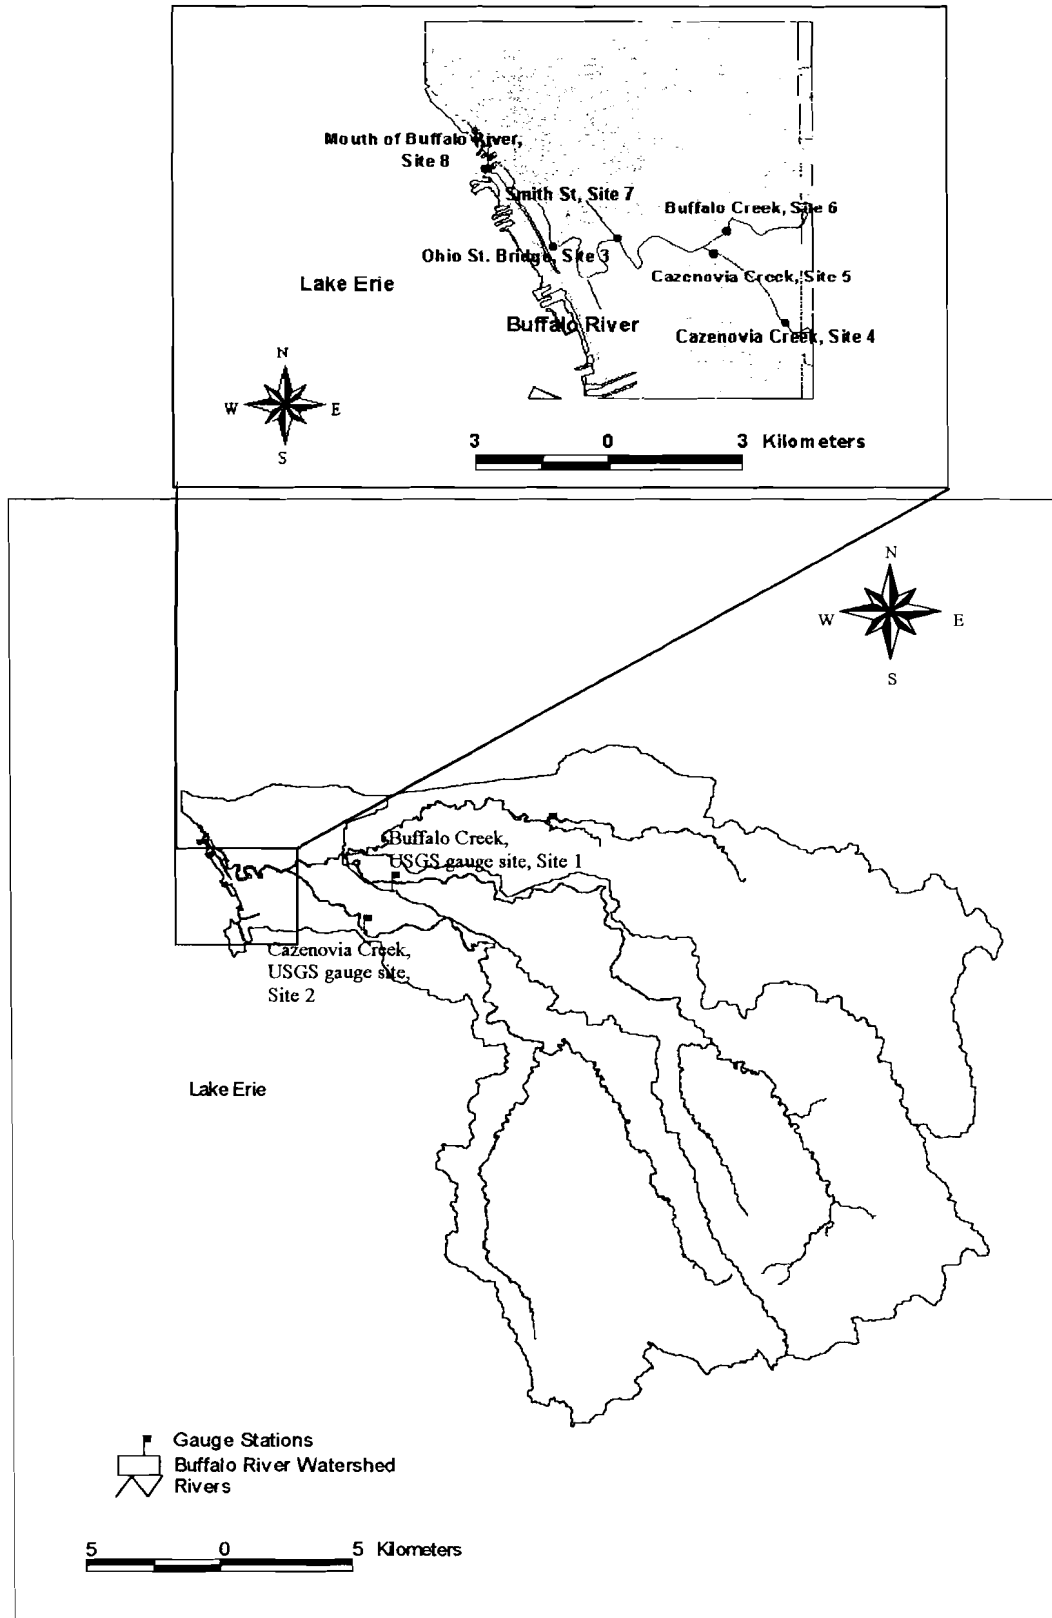 Mouth of Buffalo River,
Site 8
Smith St, Site 7
Buffalo Creek, Site 6
Ohio St. Bridge, Site 3
Cazenovia Creek, Site 5
Lake Erie
Buffalo River
Cazenovia Creek, Site 4
N
W
E
S
3 0 3 Kilometers
N
W
E
S
Buffalo Creek,
USGS gauge site, Site 1
Cazenovia Creek,
USGS gauge site,
Site 2
Lake Erie
Gauge Stations
Buffalo River Watershed
Rivers
5 0 5 Kilometers